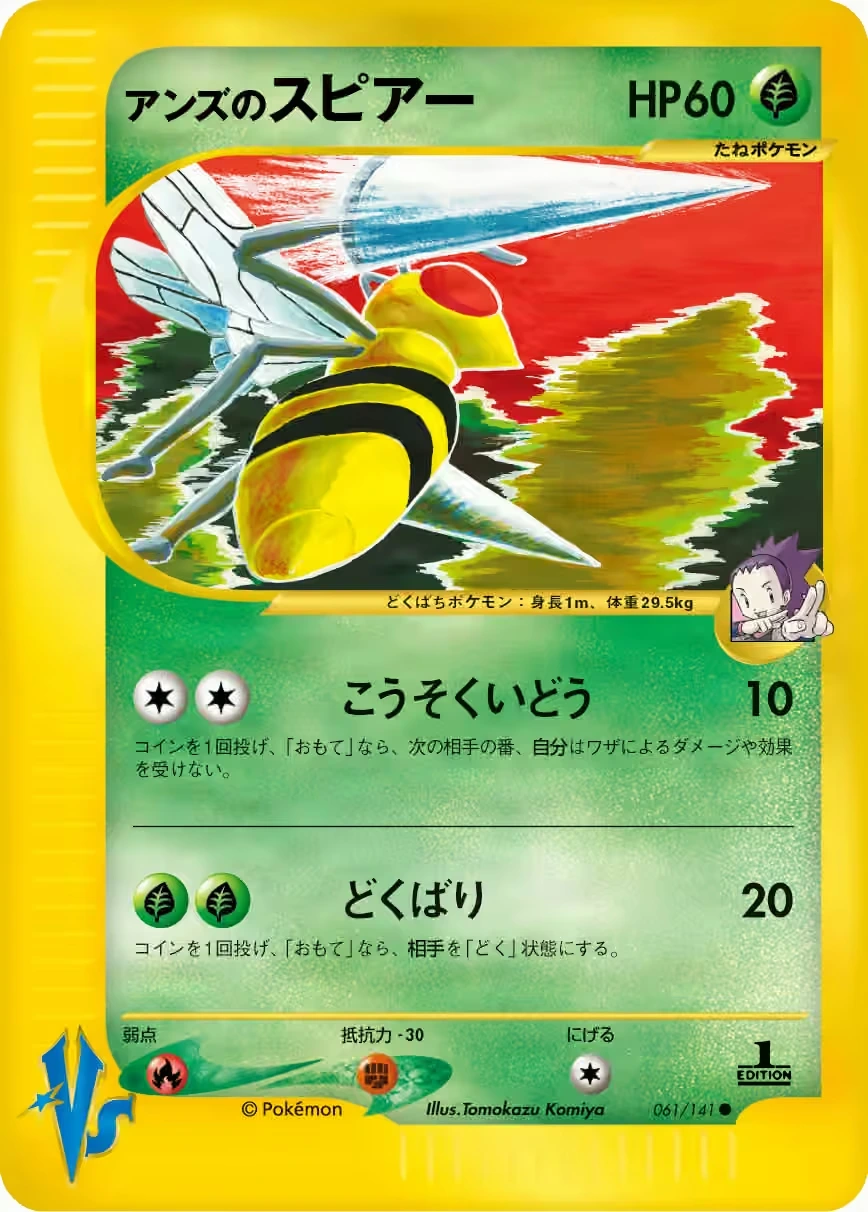 アンズのスピアー HP60
たねポケモン
どくばちポケモン：身長1m、体重29.5kg
こうそくいどう 10
コインを1回投げ、「おもて」なら、次の相手の番、自分はワザによるダメージや効果
を受けない。
どくばり 20
コインを1回投げ、「おもて」なら、相手を「どく」状態にする。
弱点 抵抗力 -30 にげる
1
EDITION
VS
© Pokémon Illus.Tomokazu Komiya 061/141●